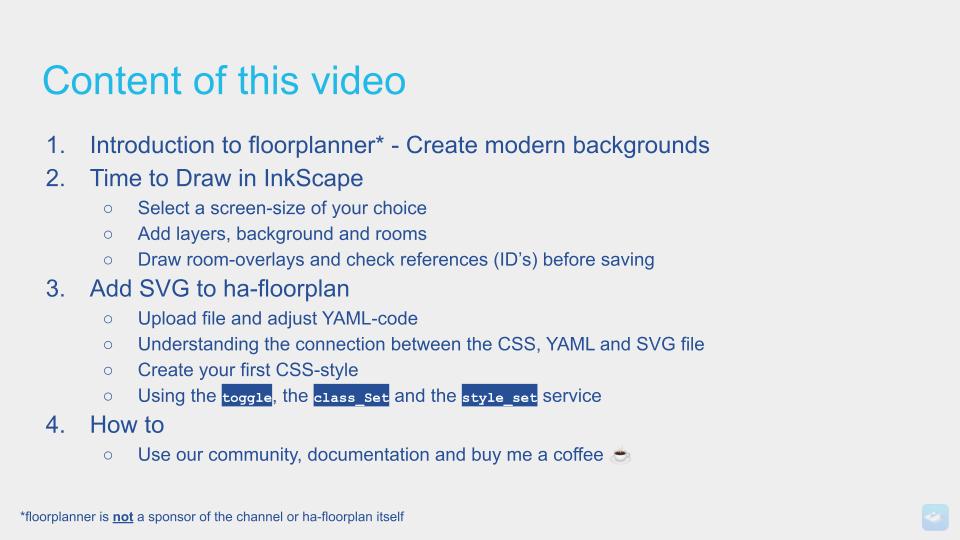 Content of this video
1. Introduction to floorplanner* - Create modern backgrounds
2. Time to Draw in InkScape
○ Select a screen-size of your choice
○ Add layers, background and rooms
○ Draw room-overlays and check references (ID’s) before saving
3. Add SVG to ha-floorplan
○ Upload file and adjust YAML-code
○ Understanding the connection between the CSS, YAML and SVG file
○ Create your first CSS-style
○ Using the toggle, the class_Set and the style_set service
4. How to
○ Use our community, documentation and buy me a coffee ☕
*floorplanner is not a sponsor of the channel or ha-floorplan itself